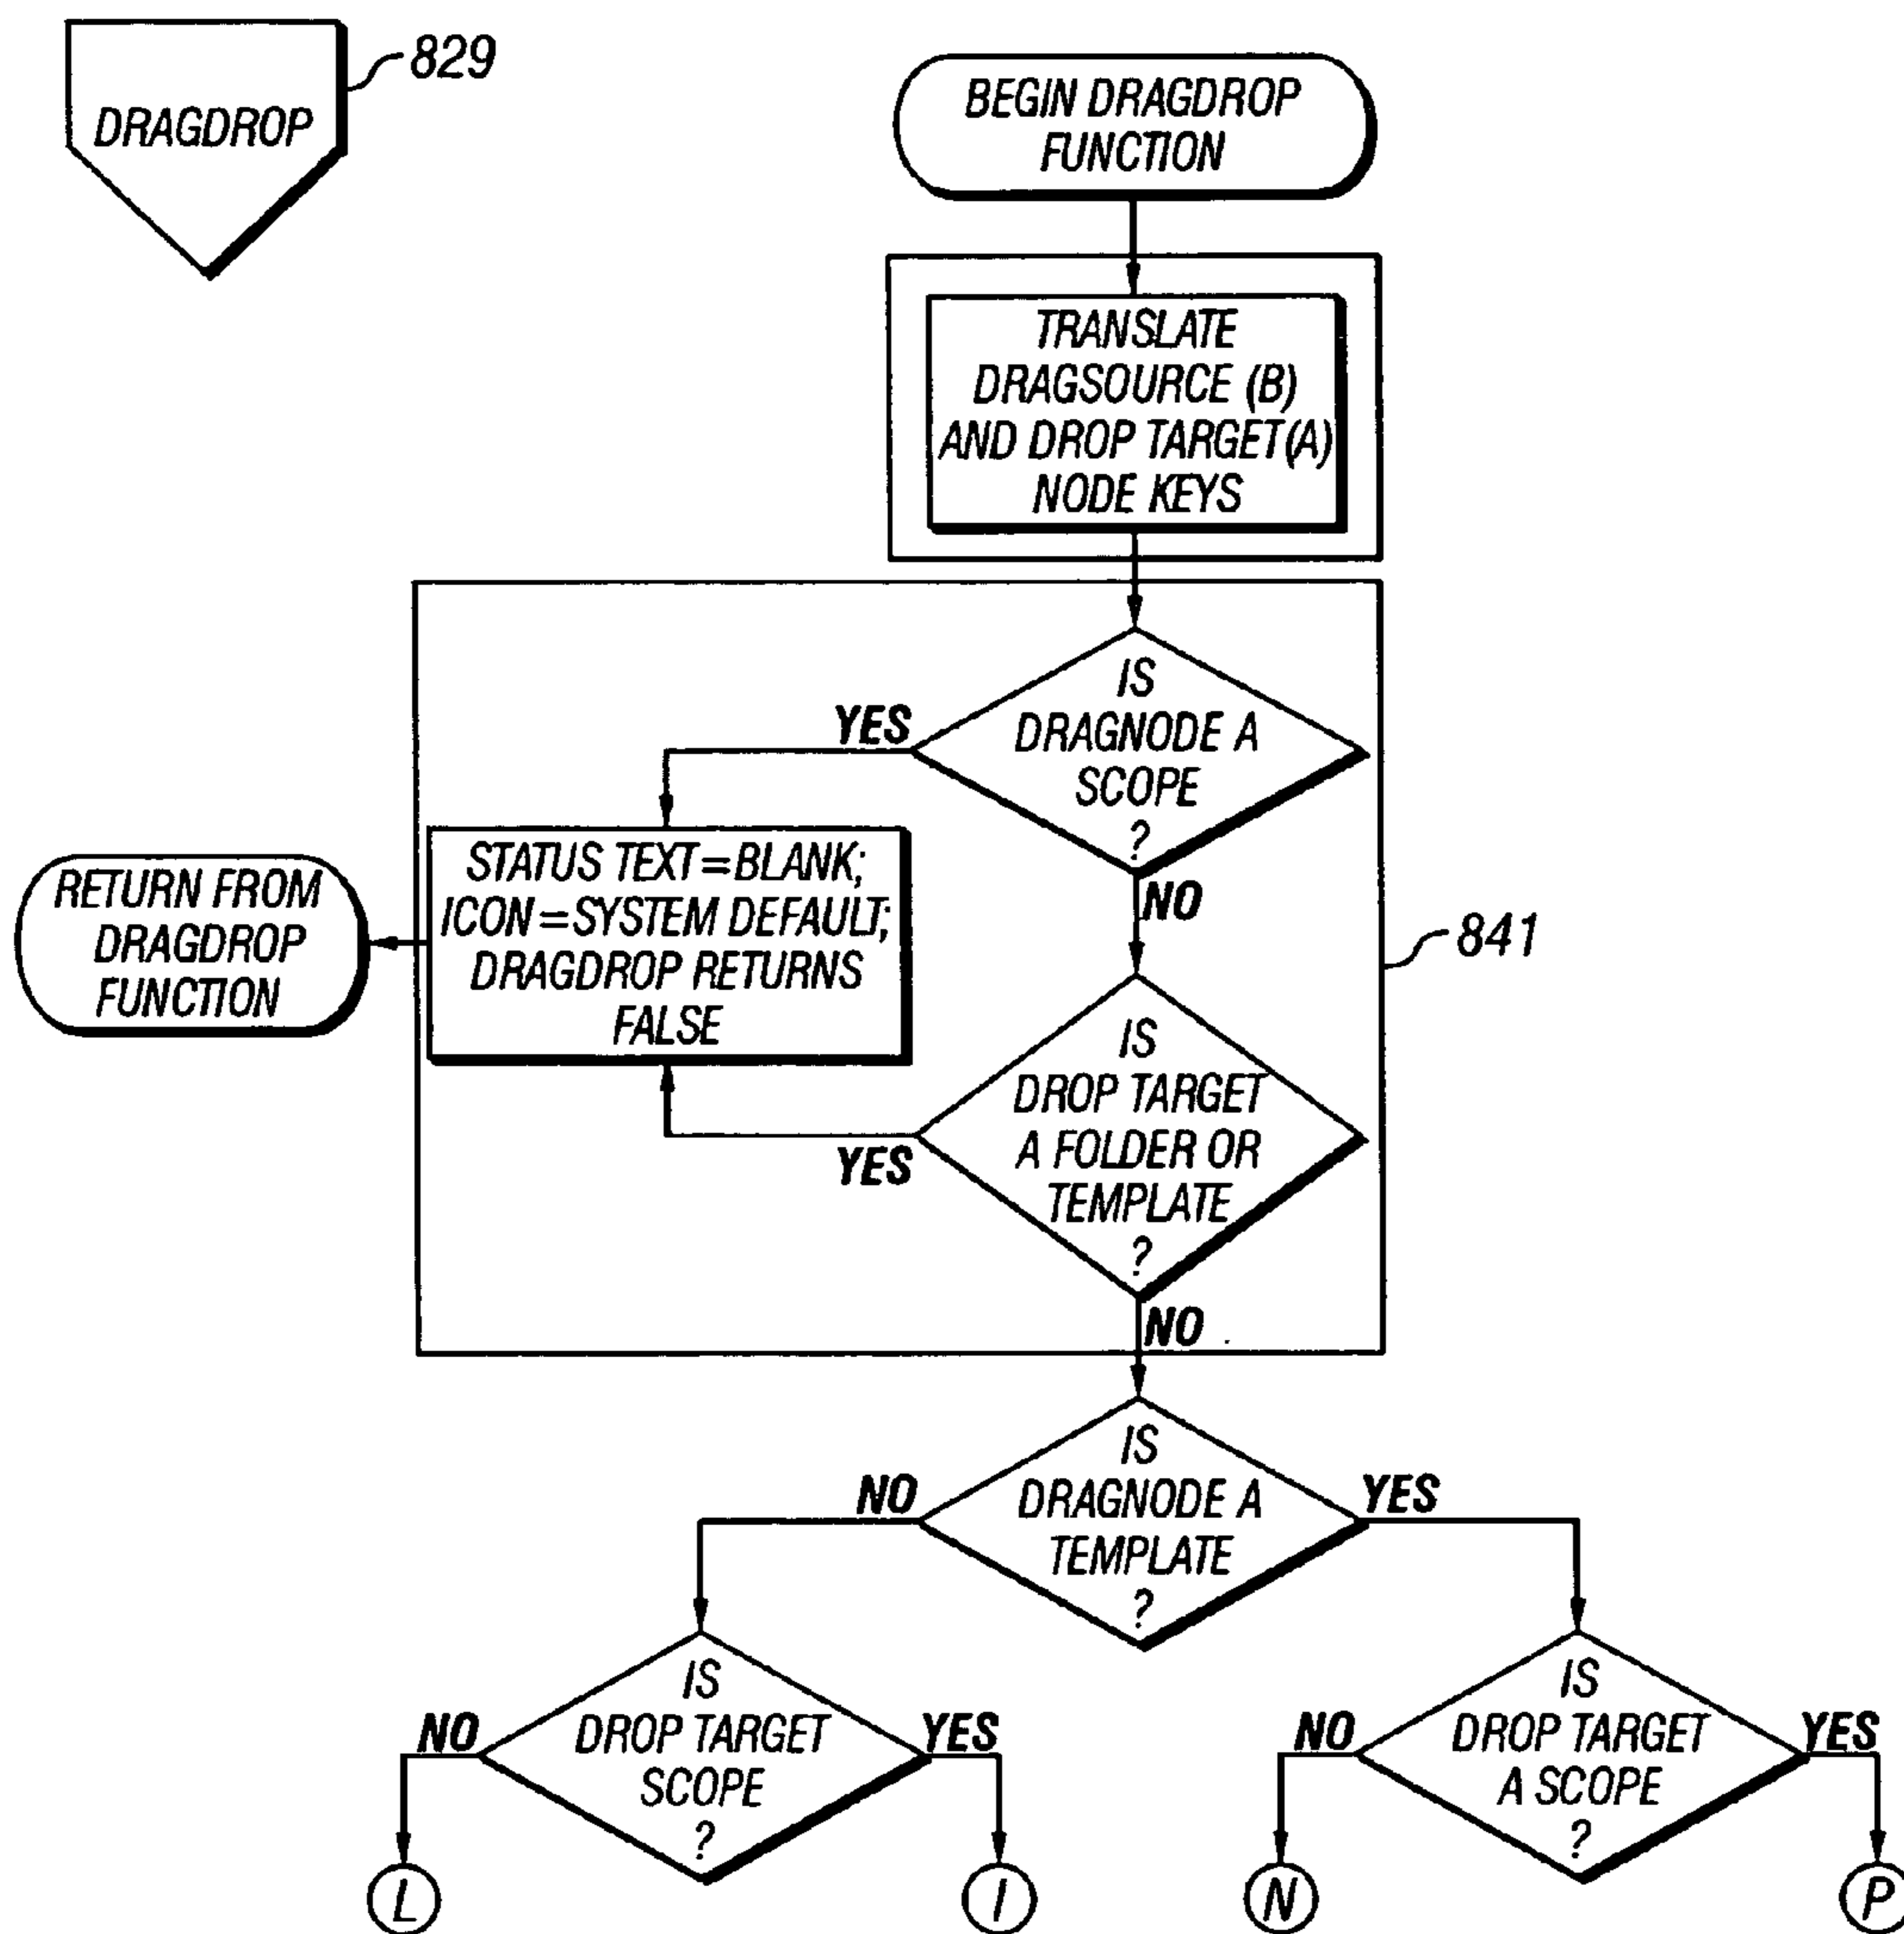 829
DRAGDROP
BEGIN DRAGDROP
FUNCTION
TRANSLATE
DRAGSOURCE (B)
AND DROP TARGET(A)
NODE KEYS
IS
DRAGNODE A
SCOPE
?
YES
NO
STATUS TEXT=BLANK;
ICON=SYSTEM DEFAULT;
DRAGDROP RETURNS
FALSE
RETURN FROM
DRAGDROP
FUNCTION
841
IS
DROP TARGET
A FOLDER OR
TEMPLATE
?
YES
NO
IS
DRAGNODE A
TEMPLATE
?
NO
YES
IS
DROP TARGET
SCOPE
?
NO
YES
IS
DROP TARGET
A SCOPE
?
NO
YES
L
I
N
P